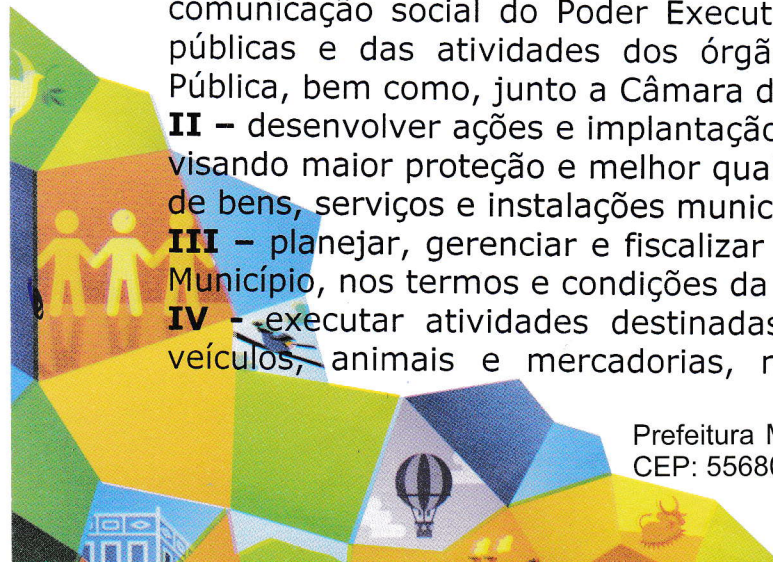 comunicação social do Poder Execut
públicas e das atividades dos órgã
Pública, bem como, junto a Câmara d
II – desenvolver ações e implantação
visando maior proteção e melhor qua
de bens, serviços e instalações munic
III – planejar, gerenciar e fiscalizar
Município, nos termos e condições da
IV - executar atividades destinadas
veículos, animais e mercadorias, n
Prefeitura M
CEP: 5568